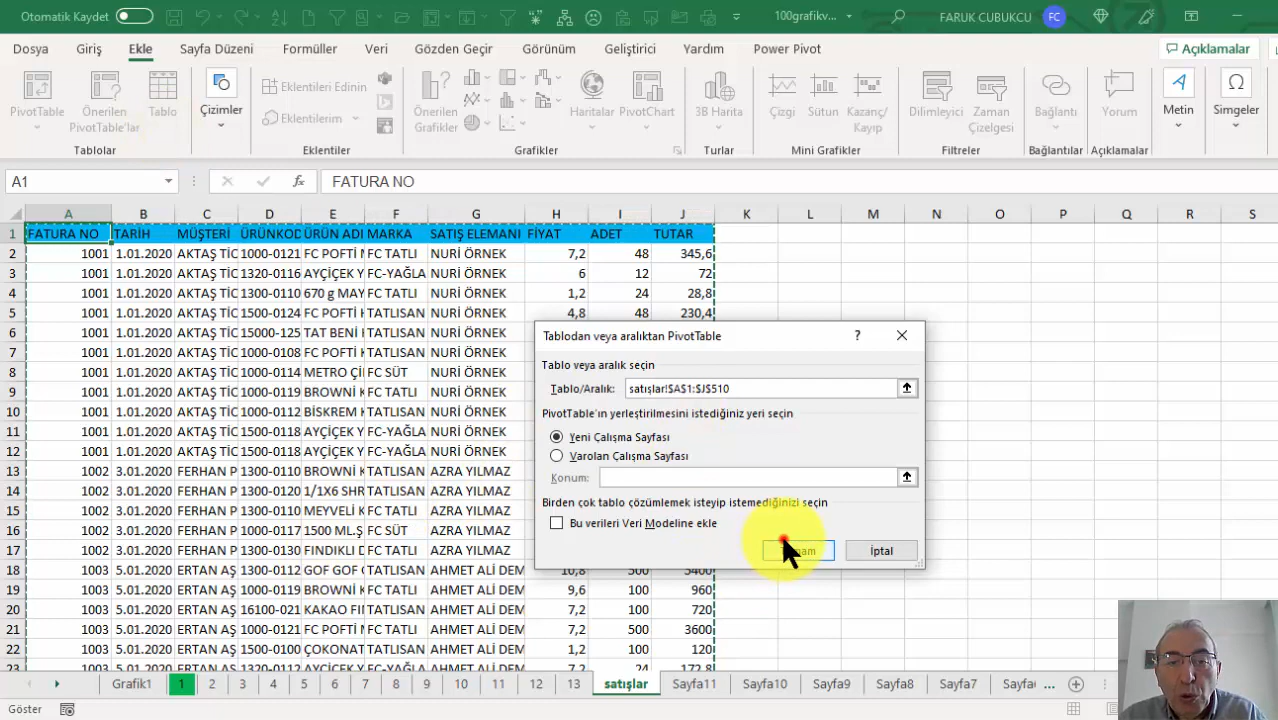 Otomatik Kaydet 100grafikv... FARUK CUBUKCU FC
Dosya Giriş Ekle Sayfa Düzeni Formüller Veri Gözden Geçir Görünüm Geliştirici Yardım Power Pivot Açıklamalar
PivotTable Önerilen PivotTable'lar Tablo Çizimler Eklentileri Edinin Eklentilerim Önerilen Grafikler Haritalar PivotChart 3B Harita Çizgi Sütun Kazanç/ Kayıp Dilimleyici Zaman Çizelgesi Bağlantı Yorum Metin Simgeler
Tablolar Eklentiler Grafikler Turlar Mini Grafikler Filtreler Bağlantılar Açıklamalar
A1 fx FATURA NO
A B C D E F G H I J K L M N O P Q R S
1 FATURA NO TARİH MÜŞTERİ ÜRÜNKOD ÜRÜN ADI MARKA SATIŞ ELEMANI FİYAT ADET TUTAR
2 1001 1.01.2020 AKTAŞ TİC 1000-0121 FC POFTİ FC TATLI NURİ ÖRNEK 7,2 48 345,6
3 1001 1.01.2020 AKTAŞ TİC 1320-0116 AYÇİÇEK Y FC-YAĞLA NURİ ÖRNEK 6 12 72
4 1001 1.01.2020 AKTAŞ TİC 1300-0110 670 g MAY FC TATLI NURİ ÖRNEK 1,2 24 28,8
5 1001 1.01.2020 AKTAŞ TİC 1500-0124 FC POFTİ FC TATLI NURİ ÖRNEK 4,8 48 230,4
6 1001 1.01.2020 AKTAŞ TİC 15000-125 TAT BENİ TATLISAN NURİ ÖRNEK
7 1001 1.01.2020 AKTAŞ TİC 1000-0108 FC POFTİ TATLISAN NURİ ÖRNEK
8 1001 1.01.2020 AKTAŞ TİC 1000-0114 METRO Çİ FC SÜT NURİ ÖRNEK
9 1001 1.01.2020 AKTAŞ TİC 1000-0119 BROWNİ FC TATLI NURİ ÖRNEK
10 1001 1.01.2020 AKTAŞ TİC 1000-0112 BİSKREM TATLISAN NURİ ÖRNEK
11 1001 1.01.2020 AKTAŞ TİC 1500-0118 AYÇİÇEK Y FC-YAĞLA NURİ ÖRNEK
12 1001 1.01.2020 AKTAŞ TİC 1500-0118 AYÇİÇEK Y FC-YAĞLA NURİ ÖRNEK
13 1002 3.01.2020 FERHAN P 1300-0110 BROWNİ TATLISAN AZRA YILMAZ
14 1002 3.01.2020 FERHAN P 1300-0120 1/1X6 SHR TATLISAN AZRA YILMAZ
15 1002 3.01.2020 FERHAN P 1300-0115 MEYVELİ TATLISAN AZRA YILMAZ
16 1002 3.01.2020 FERHAN P 1000-0117 1500 ML.Ş FC SÜT AZRA YILMAZ
17 1002 3.01.2020 FERHAN P 1300-0130 FINDIKLI TATLISAN AZRA YILMAZ
18 1003 5.01.2020 ERTAN AŞ 1300-0112 GOF GOF TATLISAN AHMET ALİ DEM 10,8 500 5400
19 1003 5.01.2020 ERTAN AŞ 1000-0119 BROWNİ FC TATLI AHMET ALİ DEM 9,6 100 960
20 1003 5.01.2020 ERTAN AŞ 16100-021 KAKAO FI TATLISAN AHMET ALİ DEM 7,2 100 720
21 1003 5.01.2020 ERTAN AŞ 1000-0121 FC POFTİ FC TATLI AHMET ALİ DEM 7,2 500 3600
22 1003 5.01.2020 ERTAN AŞ 1500-0100 ÇOKONAT FC TATLI AHMET ALİ DEM 1,2 100 120
23 1003 5.01.2020 ERTAN AŞ 1320-0112 AYÇİÇEK Y FC-YAĞLA AHMET ALİ DEM 7,2 24 172,8
Tablodan veya aralıktan PivotTable ?
Tablo veya aralık seçin
Tablo/Aralık: satışlar!$A$1:$J$510
PivotTable'ın yerleştirilmesini istediğiniz yeri seçin
Yeni Çalışma Sayfası
Varolan Çalışma Sayfası
Konum:
Birden çok tablo çözümlemek isteyip istemediğinizi seçin
Bu verileri Veri Modeline ekle
İptal
Grafik1 1 2 3 4 5 6 7 8 9 10 11 12 13 satışlar Sayfa11 Sayfa10 Sayfa9 Sayfa8 Sayfa7 ...
Göster